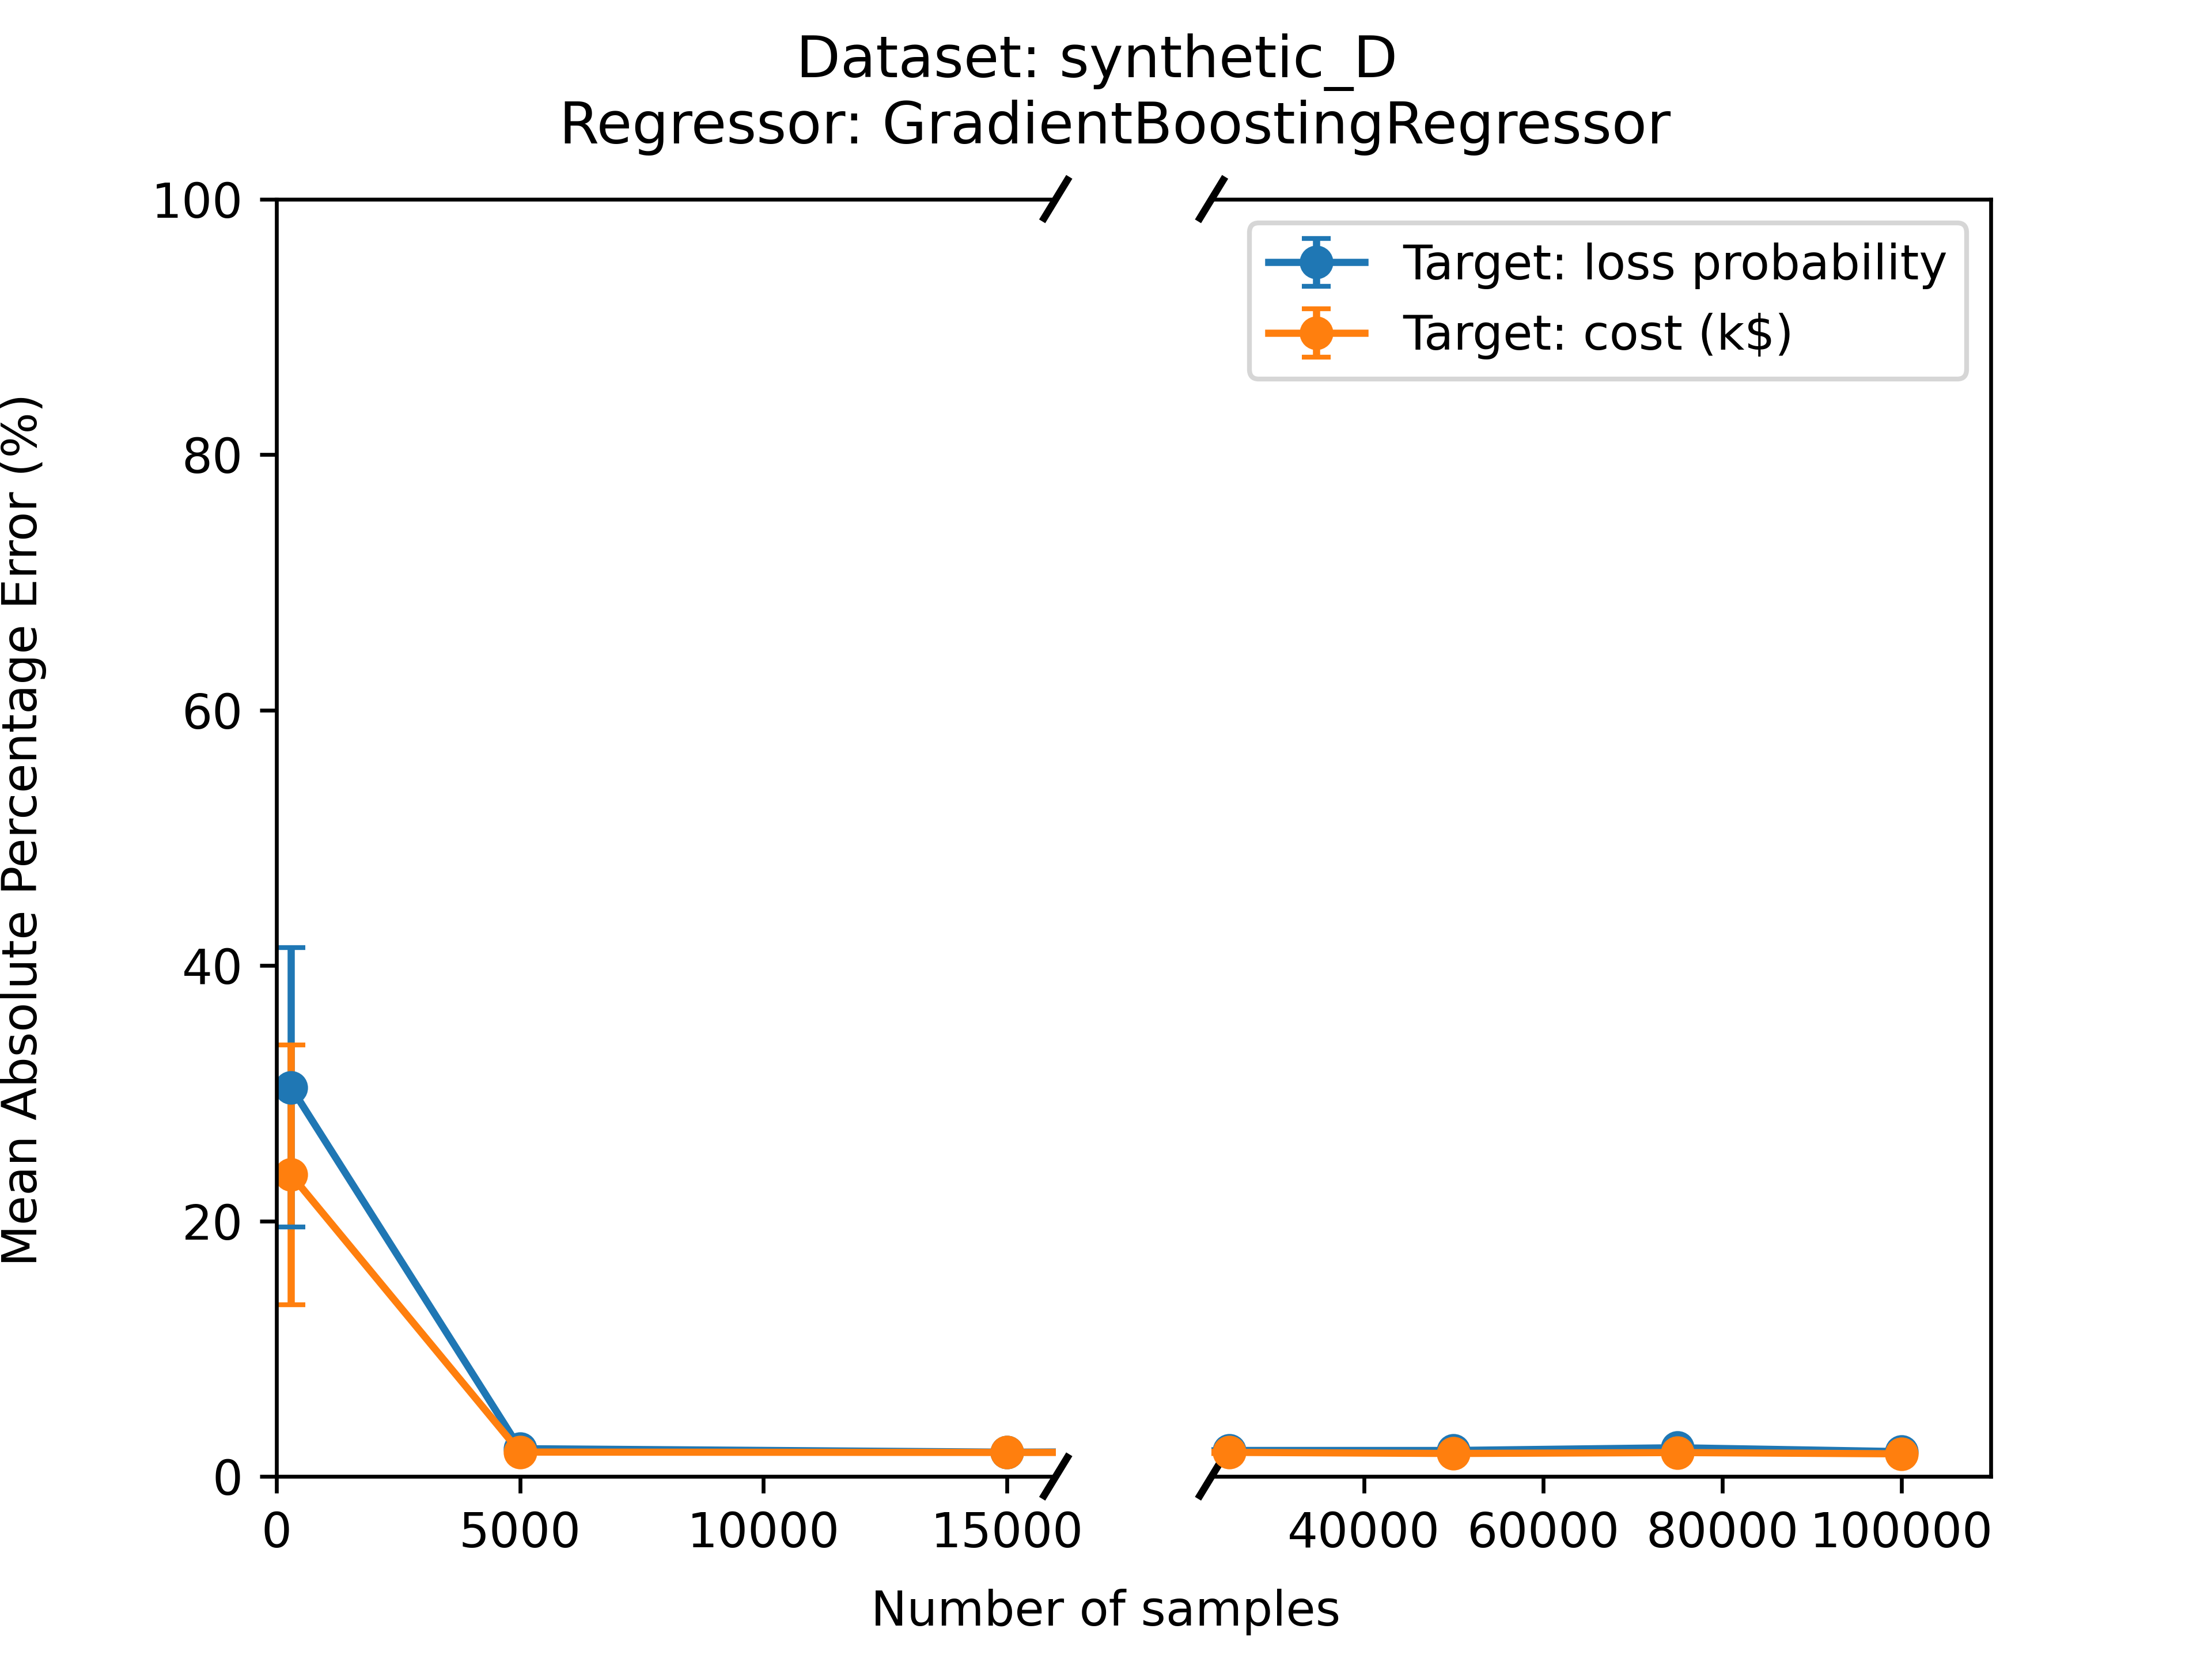 Dataset: synthetic_D
Regressor: GradientBoostingRegressor
Mean Absolute Percentage Error (%)
100
80
60
40
20
0
Target: loss probability
Target: cost (k$)
0 5000 10000 15000 40000 60000 80000 100000
Number of samples